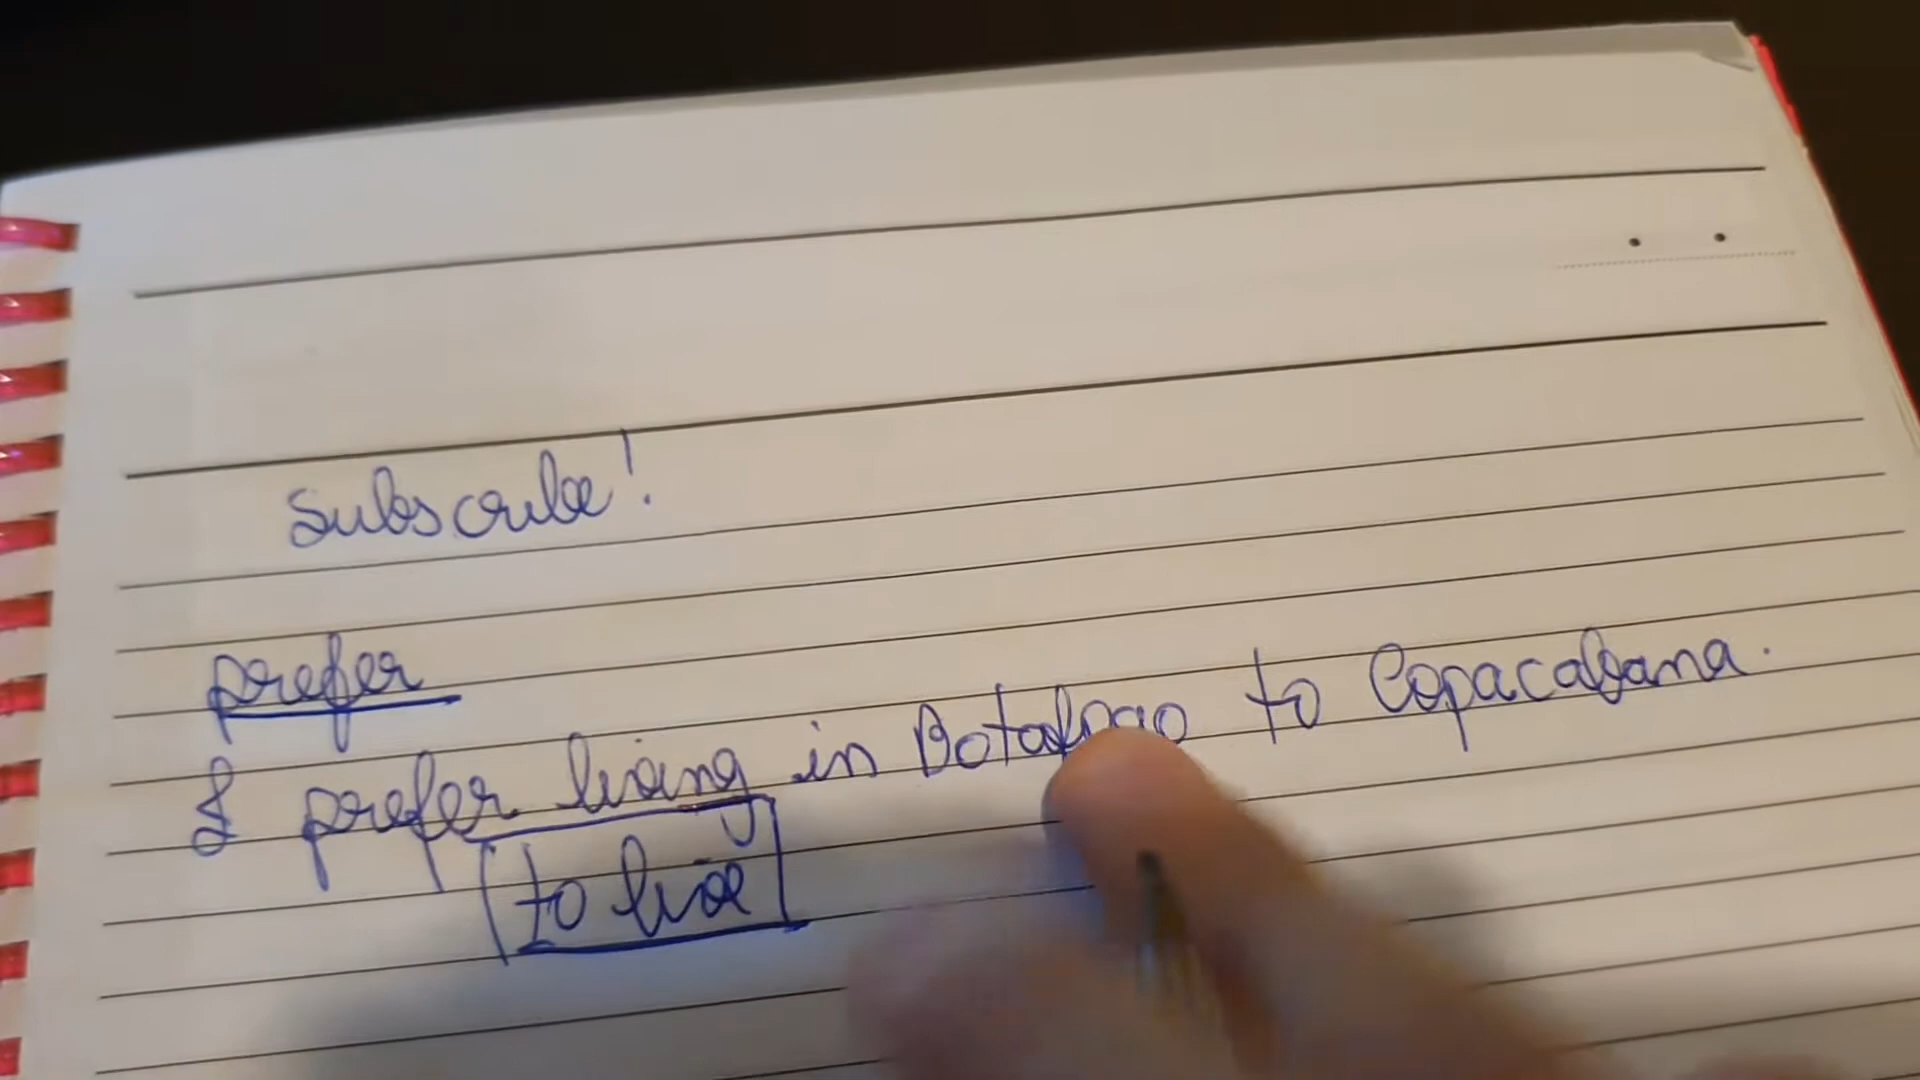 Subscribe!
prefer
I prefer living in Botafogo to Copacabana.
to live